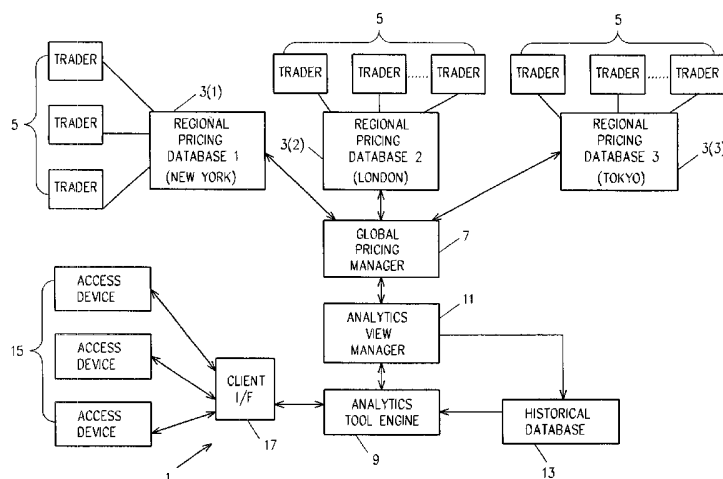 5
5
5
TRADER
TRADER
TRADER
TRADER
TRADER
TRADER
TRADER
TRADER
TRADER
3(1)
REGIONAL
PRICING
DATABASE 1
(NEW YORK)
3(2)
REGIONAL
PRICING
DATABASE 2
(LONDON)
REGIONAL
PRICING
DATABASE 3
(TOKYO)
3(3)
GLOBAL
PRICING
MANAGER
7
ANALYTICS
VIEW
MANAGER
11
15
ACCESS
DEVICE
ACCESS
DEVICE
ACCESS
DEVICE
CLIENT
I/F
17
ANALYTICS
TOOL ENGINE
9
HISTORICAL
DATABASE
13
1